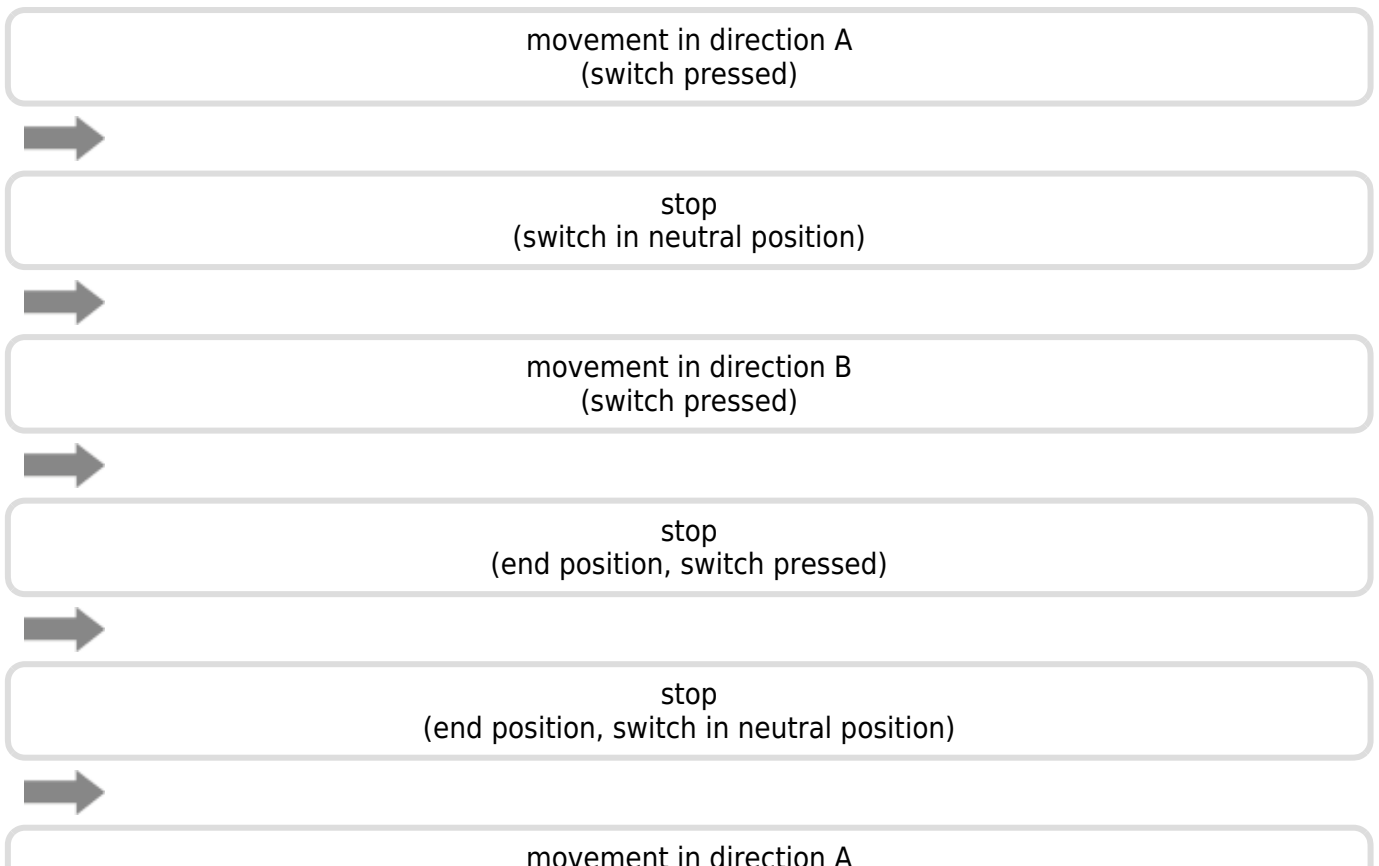 movement in direction A
(switch pressed)
stop
(switch in neutral position)
movement in direction B
(switch pressed)
stop
(end position, switch pressed)
stop
(end position, switch in neutral position)
movement in direction A